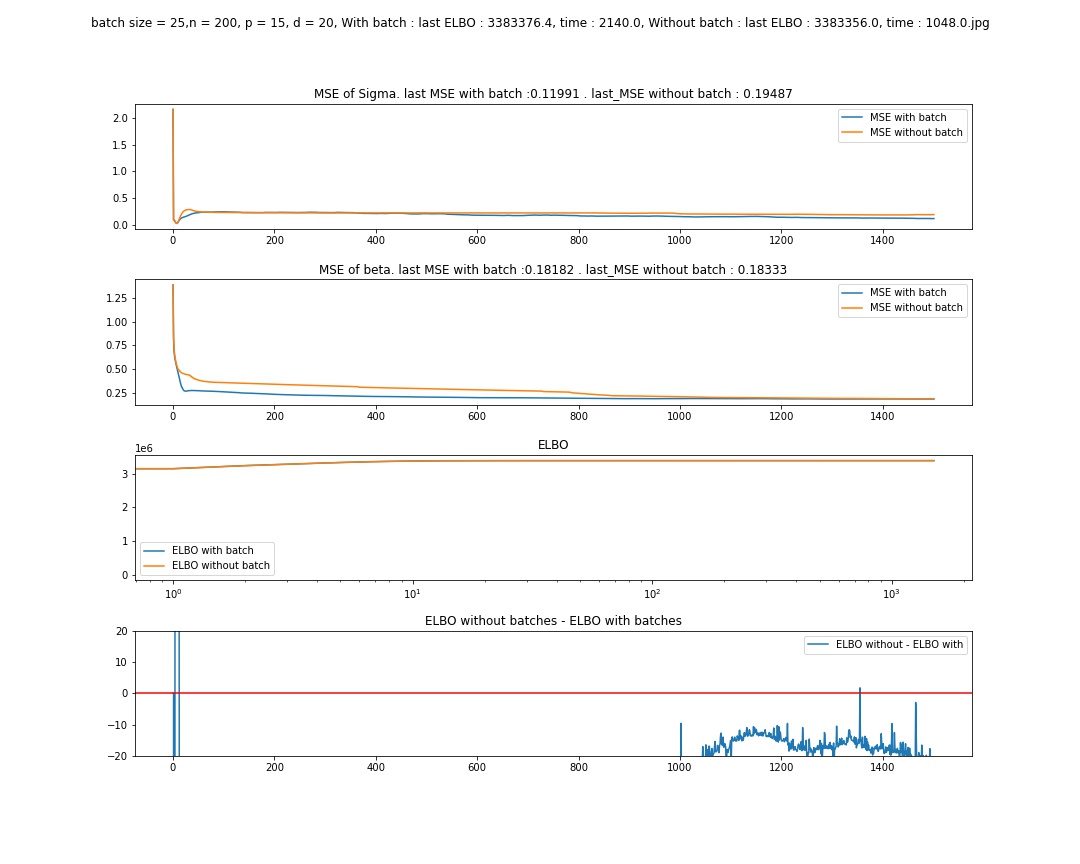 batch size = 25,n = 200, p = 15, d = 20, With batch : last ELBO : 3383376.4, time : 2140.0, Without batch : last ELBO : 3383356.0, time : 1048.0.jpg
MSE of Sigma. last MSE with batch :0.11991 . last_MSE without batch : 0.19487
2.0
1.5
1.0
0.5
0.0
MSE with batch
MSE without batch
0 200 400 600 800 1000 1200 1400
MSE of beta. last MSE with batch :0.18182 . last_MSE without batch : 0.18333
1.25
1.00
0.75
0.50
0.25
MSE with batch
MSE without batch
0 200 400 600 800 1000 1200 1400
ELBO
1e6
3
2
1
0
ELBO with batch
ELBO without batch
10⁰ 10¹ 10² 10³
ELBO without batches - ELBO with batches
20
10
0
−10
−20
ELBO without - ELBO with
0 200 400 600 800 1000 1200 1400